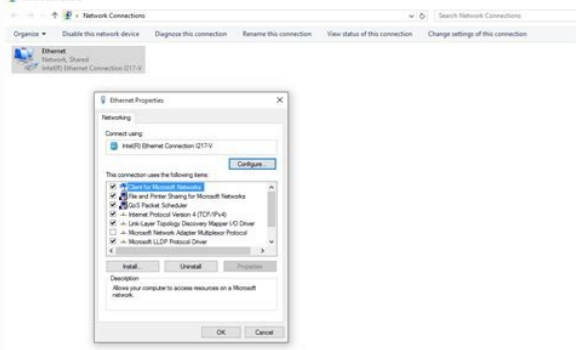 Network Connections
Search Network Connections
Organize
Disable this network device
Diagnose this connection
Rename this connection
View status of this connection
Change settings of this connection
Ethernet
Network, Shared
Intel(R) Ethernet Connection I217-V
Ethernet Properties
Networking
Connect using:
Intel(R) Ethernet Connection I217-V
Configure...
This connection uses the following items:
Client for Microsoft Networks
File and Printer Sharing for Microsoft Networks
QoS Packet Scheduler
Internet Protocol Version 4 (TCP/IPv4)
Link-Layer Topology Discovery Mapper I/O Driver
Microsoft Network Adapter Multiplexor Protocol
Microsoft LLDP Protocol Driver
Install...
Uninstall
Properties
Description
Allows your computer to access resources on a Microsoft
network.
OK
Cancel